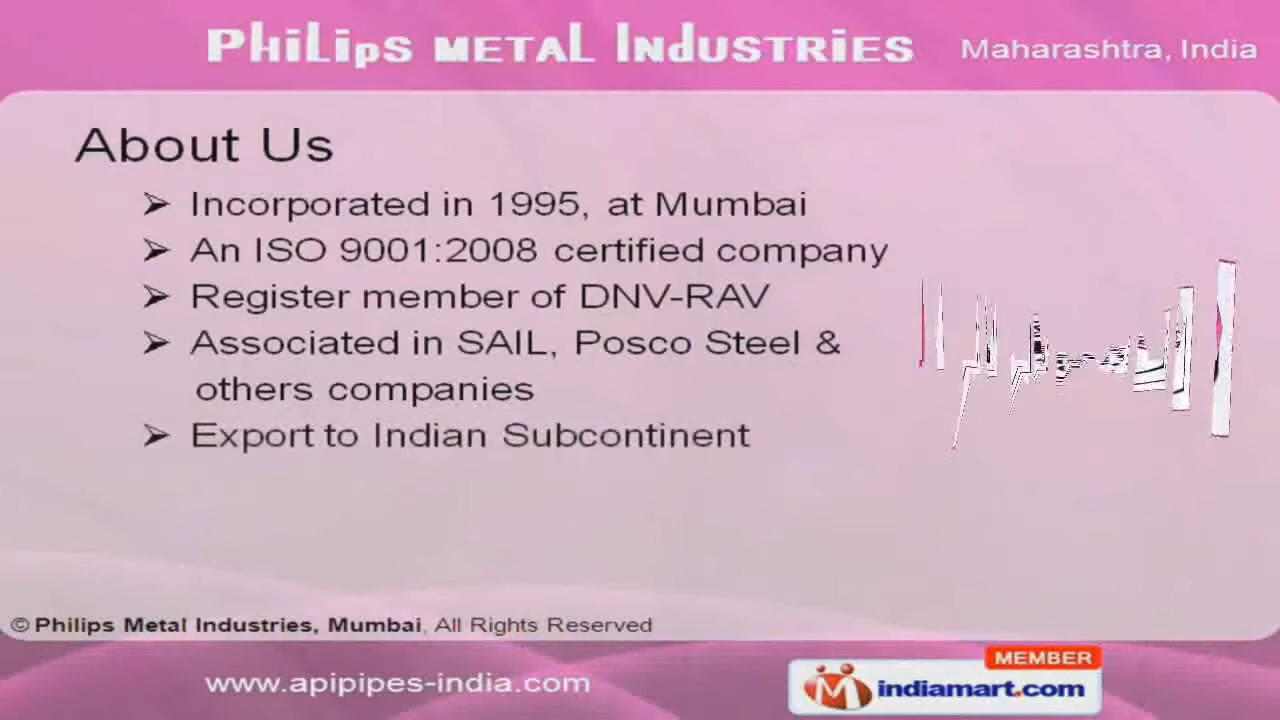 Philips Metal Industries
Maharashtra, India
About Us
➢ Incorporated in 1995, at Mumbai
➢ An ISO 9001:2008 certified company
➢ Register member of DNV-RAV
➢ Associated in SAIL, Posco Steel &
others companies
➢ Export to Indian Subcontinent
© Philips Metal Industries, Mumbai, All Rights Reserved
www.apipipes-india.com
MEMBER
indiamart.com